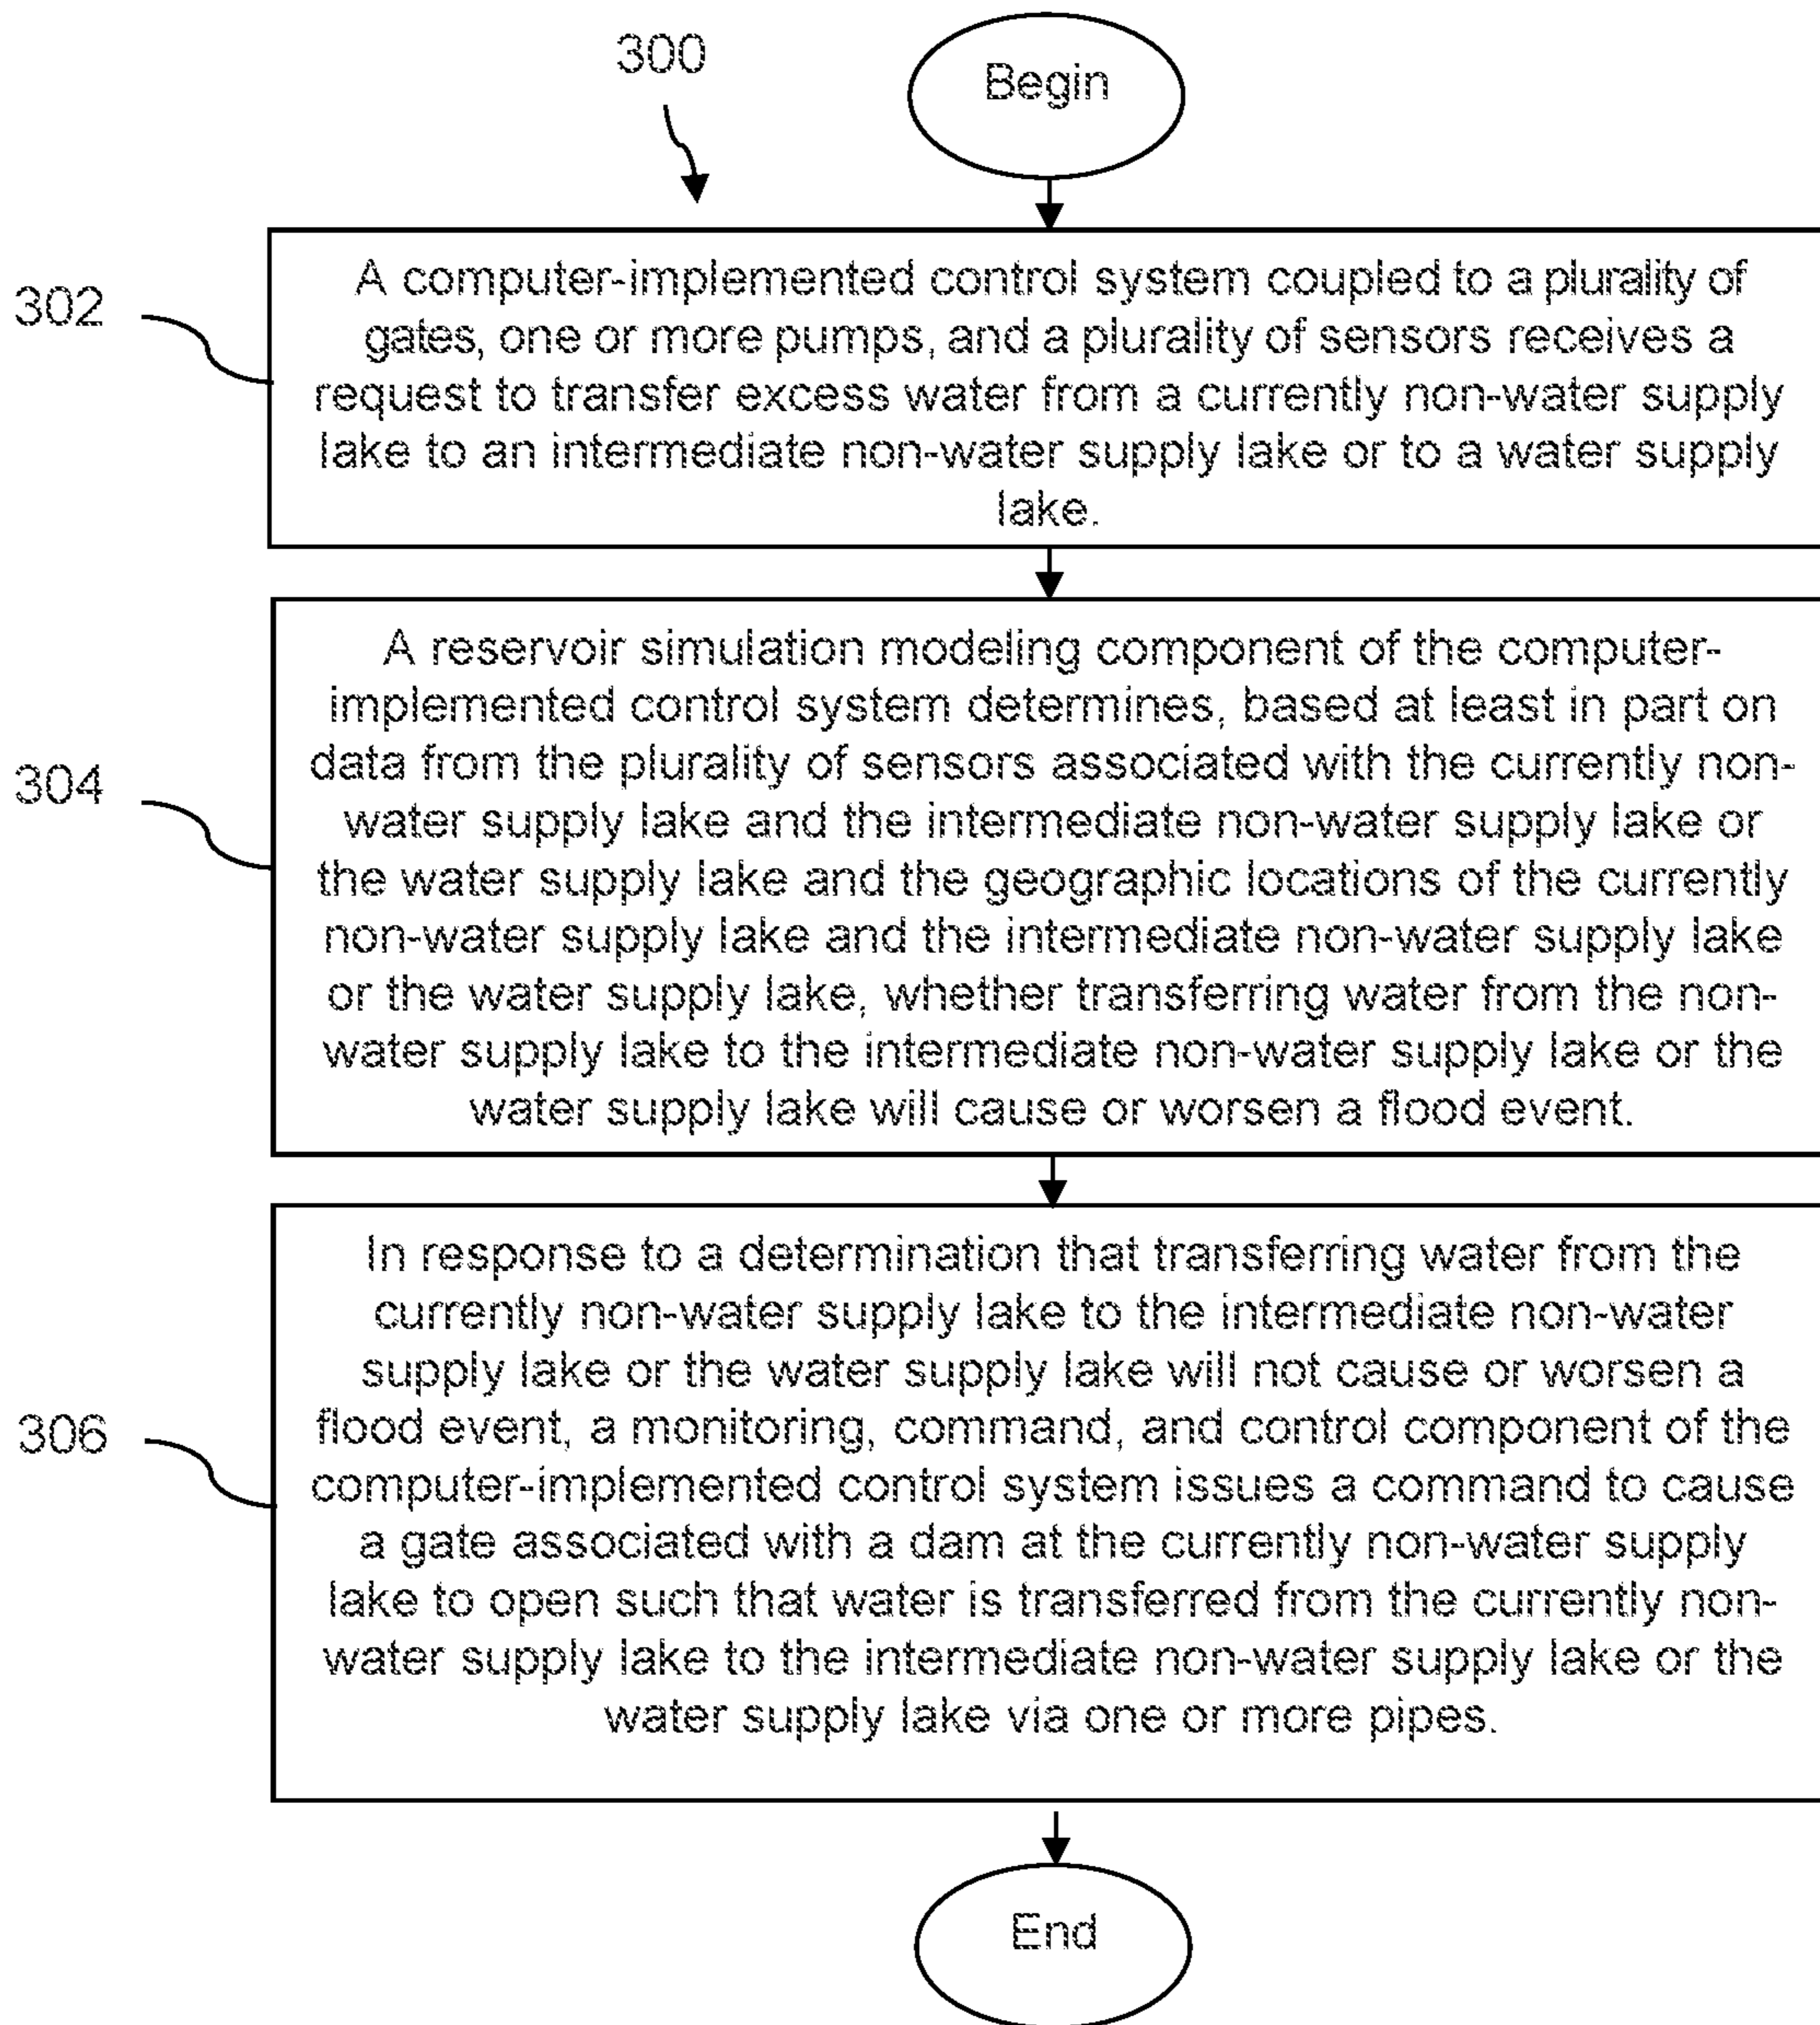 300
Begin
302
A computer-implemented control system coupled to a plurality of
gates, one or more pumps, and a plurality of sensors receives a
request to transfer excess water from a currently non-water supply
lake to an intermediate non-water supply lake or to a water supply
lake.
304
A reservoir simulation modeling component of the computer-
implemented control system determines, based at least in part on
data from the plurality of sensors associated with the currently non-
water supply lake and the intermediate non-water supply lake or
the water supply lake and the geographic locations of the currently
non-water supply lake and the intermediate non-water supply lake
or the water supply lake, whether transferring water from the non-
water supply lake to the intermediate non-water supply lake or the
water supply lake will cause or worsen a flood event.
306
In response to a determination that transferring water from the
currently non-water supply lake to the intermediate non-water
supply lake or the water supply lake will not cause or worsen a
flood event, a monitoring, command, and control component of the
computer-implemented control system issues a command to cause
a gate associated with a dam at the currently non-water supply
lake to open such that water is transferred from the currently non-
water supply lake to the intermediate non-water supply lake or the
water supply lake via one or more pipes.
End